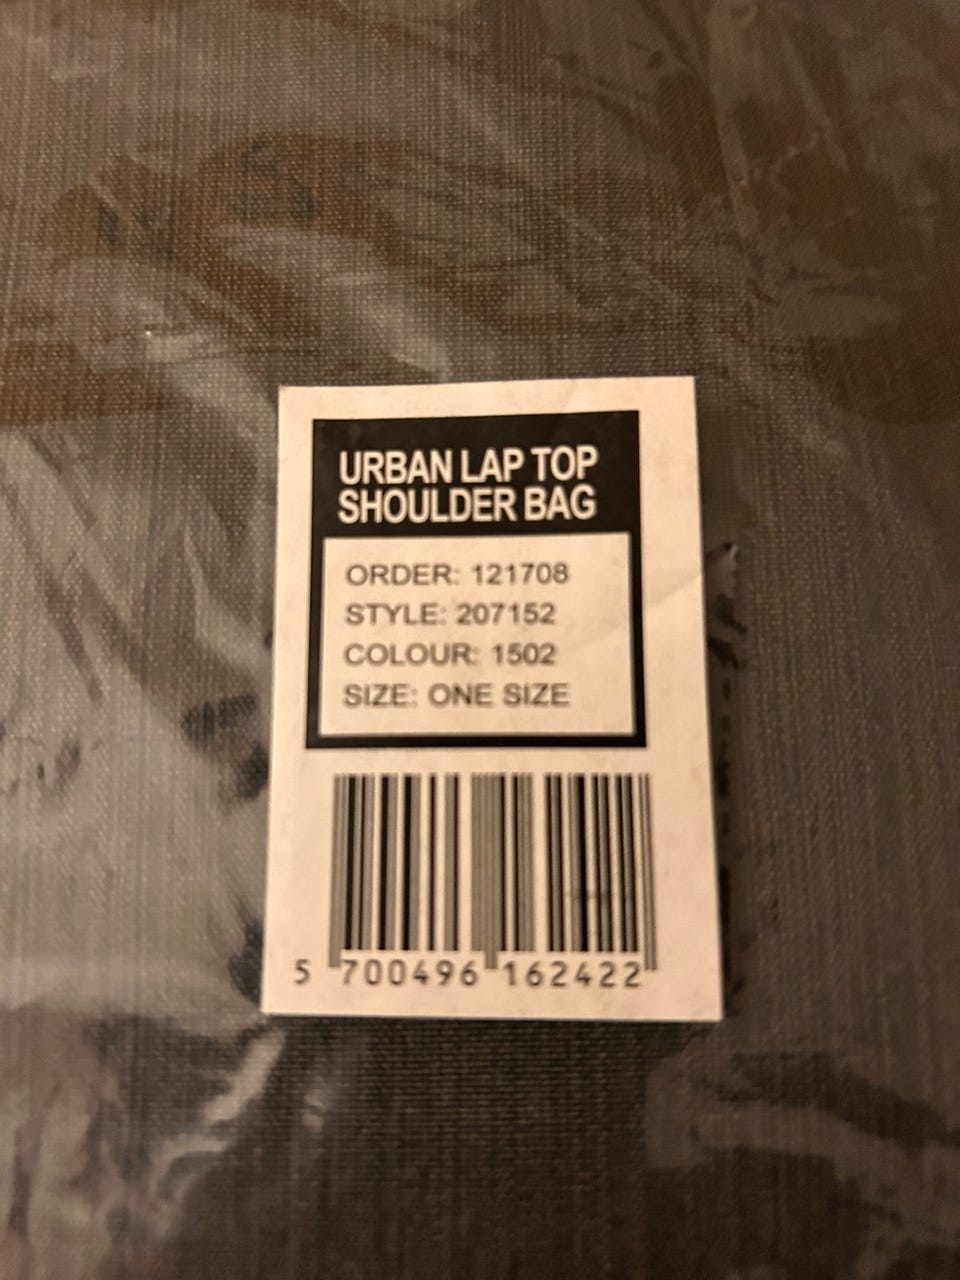 URBAN LAP TOP
SHOULDER BAG
ORDER: 121708
STYLE: 207152
COLOUR: 1502
SIZE: ONE SIZE
5 700496 162422